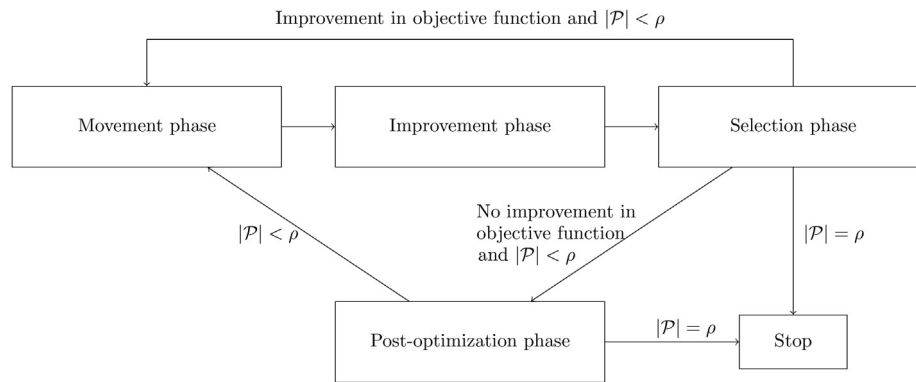 Improvement in objective function and |𝒫| < ρ
Movement phase
Improvement phase
Selection phase
|𝒫| < ρ
No improvement in
objective function
and |𝒫| < ρ
|𝒫| = ρ
Post-optimization phase
|𝒫| = ρ
Stop